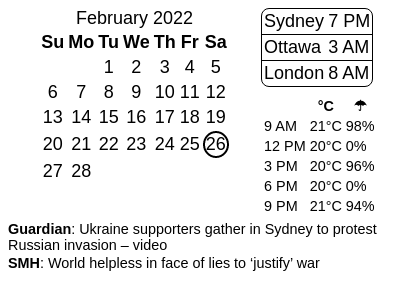 February 2022
Su Mo Tu We Th Fr Sa
1 2 3 4 5
6 7 8 9 10 11 12
13 14 15 16 17 18 19
20 21 22 23 24 25 26
27 28
Sydney 7 PM
Ottawa 3 AM
London 8 AM
°C ☂
9 AM 21°C 98%
12 PM 20°C 0%
3 PM 20°C 96%
6 PM 20°C 0%
9 PM 21°C 94%
Guardian: Ukraine supporters gather in Sydney to protest
Russian invasion – video
SMH: World helpless in face of lies to ‘justify’ war